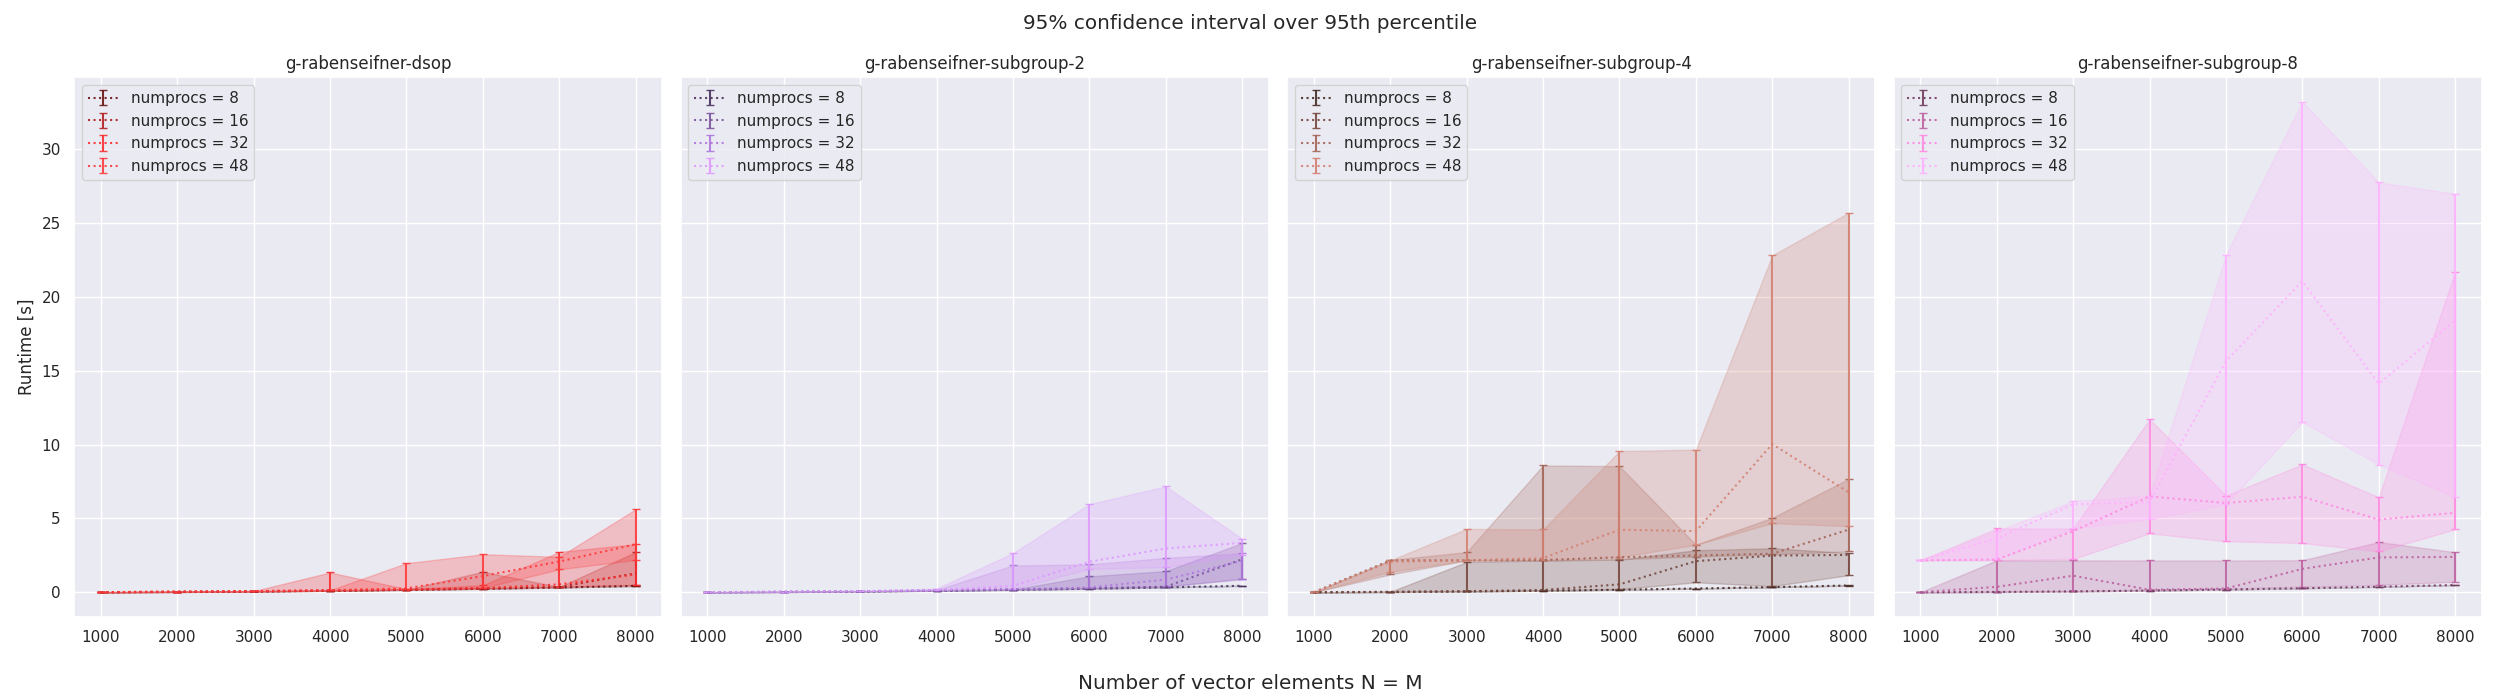 95% confidence interval over 95th percentile
g-rabenseifner-dsop
numprocs = 8
numprocs = 16
numprocs = 32
numprocs = 48
g-rabenseifner-subgroup-2
numprocs = 8
numprocs = 16
numprocs = 32
numprocs = 48
g-rabenseifner-subgroup-4
numprocs = 8
numprocs = 16
numprocs = 32
numprocs = 48
g-rabenseifner-subgroup-8
numprocs = 8
numprocs = 16
numprocs = 32
numprocs = 48
Runtime [s]
30
25
20
15
10
5
0
1000 2000 3000 4000 5000 6000 7000 8000
1000 2000 3000 4000 5000 6000 7000 8000
1000 2000 3000 4000 5000 6000 7000 8000
1000 2000 3000 4000 5000 6000 7000 8000
Number of vector elements N = M